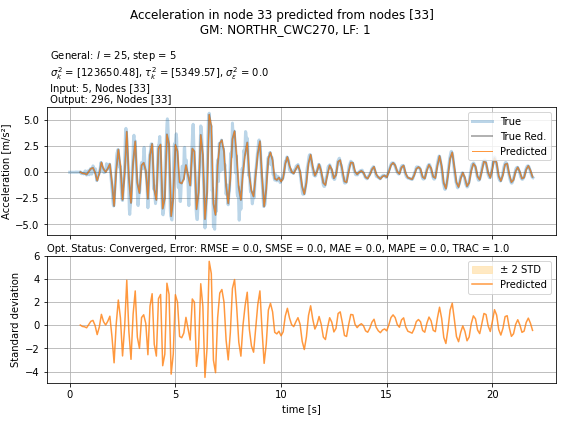 Acceleration in node 33 predicted from nodes [33]
GM: NORTHR_CWC270, LF: 1
General: l = 25, step = 5
σ²ₖ = [123650.48], τ²ₖ = [5349.57], σ²ε = 0.0
Input: 5, Nodes [33]
Output: 296, Nodes [33]
Acceleration [m/s²]
5.0
2.5
0.0
−2.5
−5.0
True
True Red.
Predicted
Opt. Status: Converged, Error: RMSE = 0.0, SMSE = 0.0, MAE = 0.0, MAPE = 0.0, TRAC = 1.0
Standard deviation
6
4
2
0
−2
−4
± 2 STD
Predicted
0
5
10
15
20
time [s]